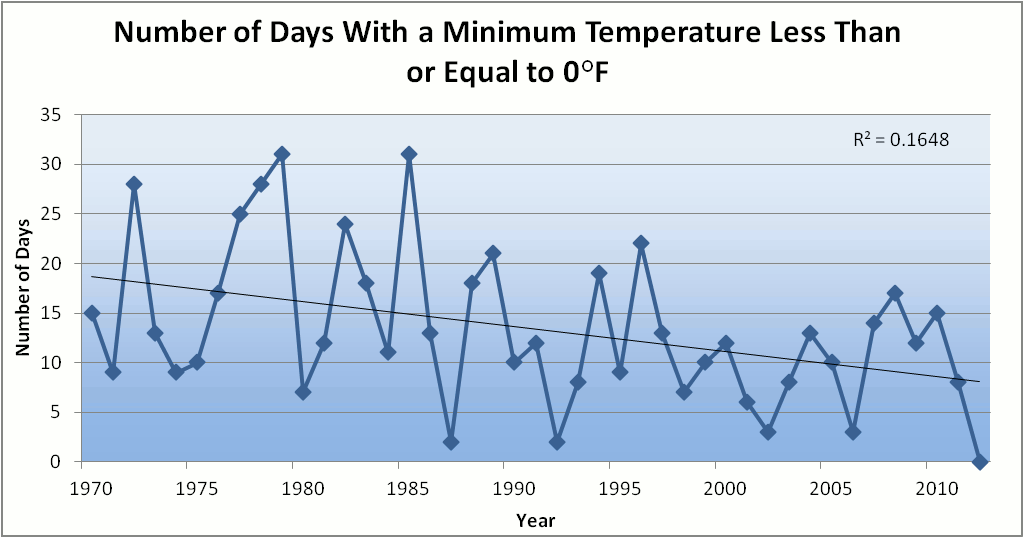 Number of Days With a Minimum Temperature Less Than
or Equal to 0°F
R² = 0.1648
Number of Days
35
30
25
20
15
10
5
0
1970 1975 1980 1985 1990 1995 2000 2005 2010
Year